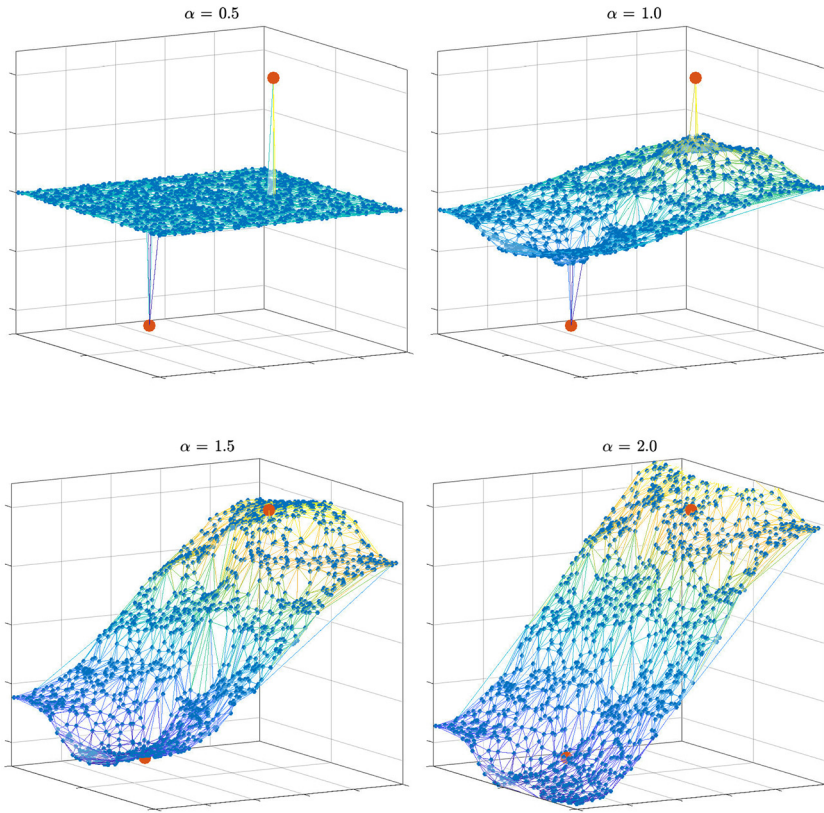 α = 0.5
α = 1.0
α = 1.5
α = 2.0